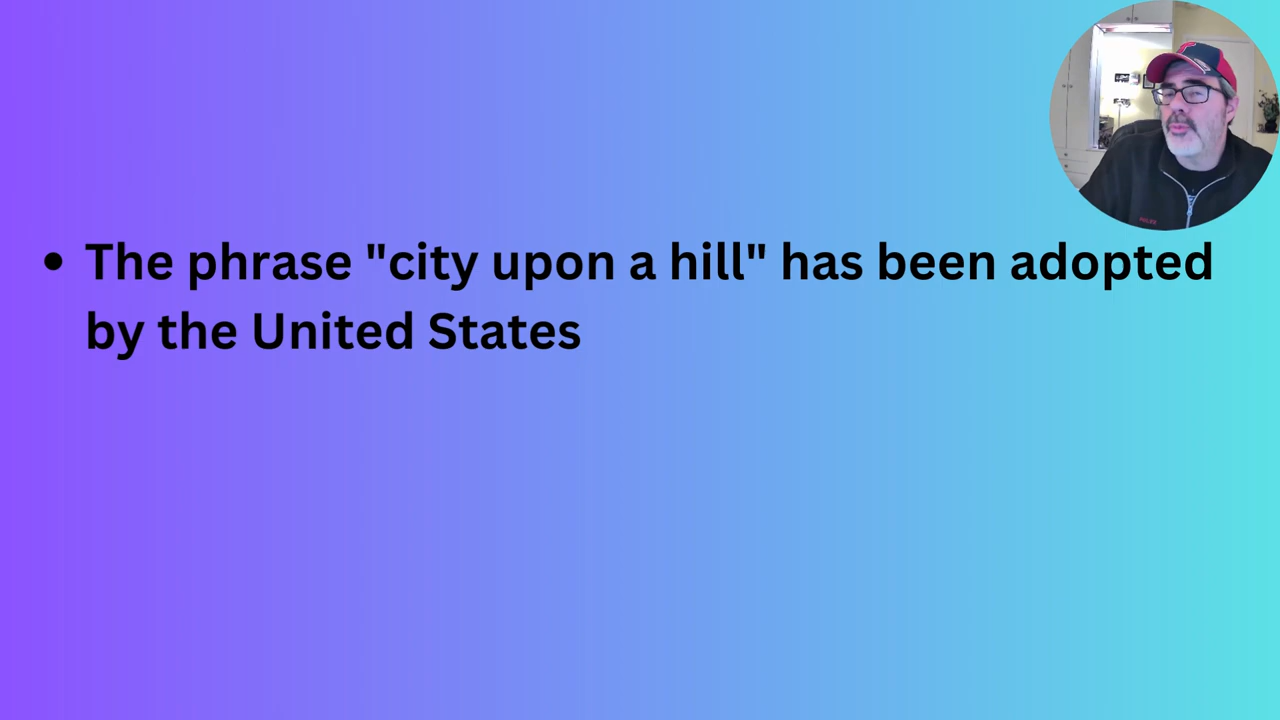 • The phrase "city upon a hill" has been adopted
by the United States